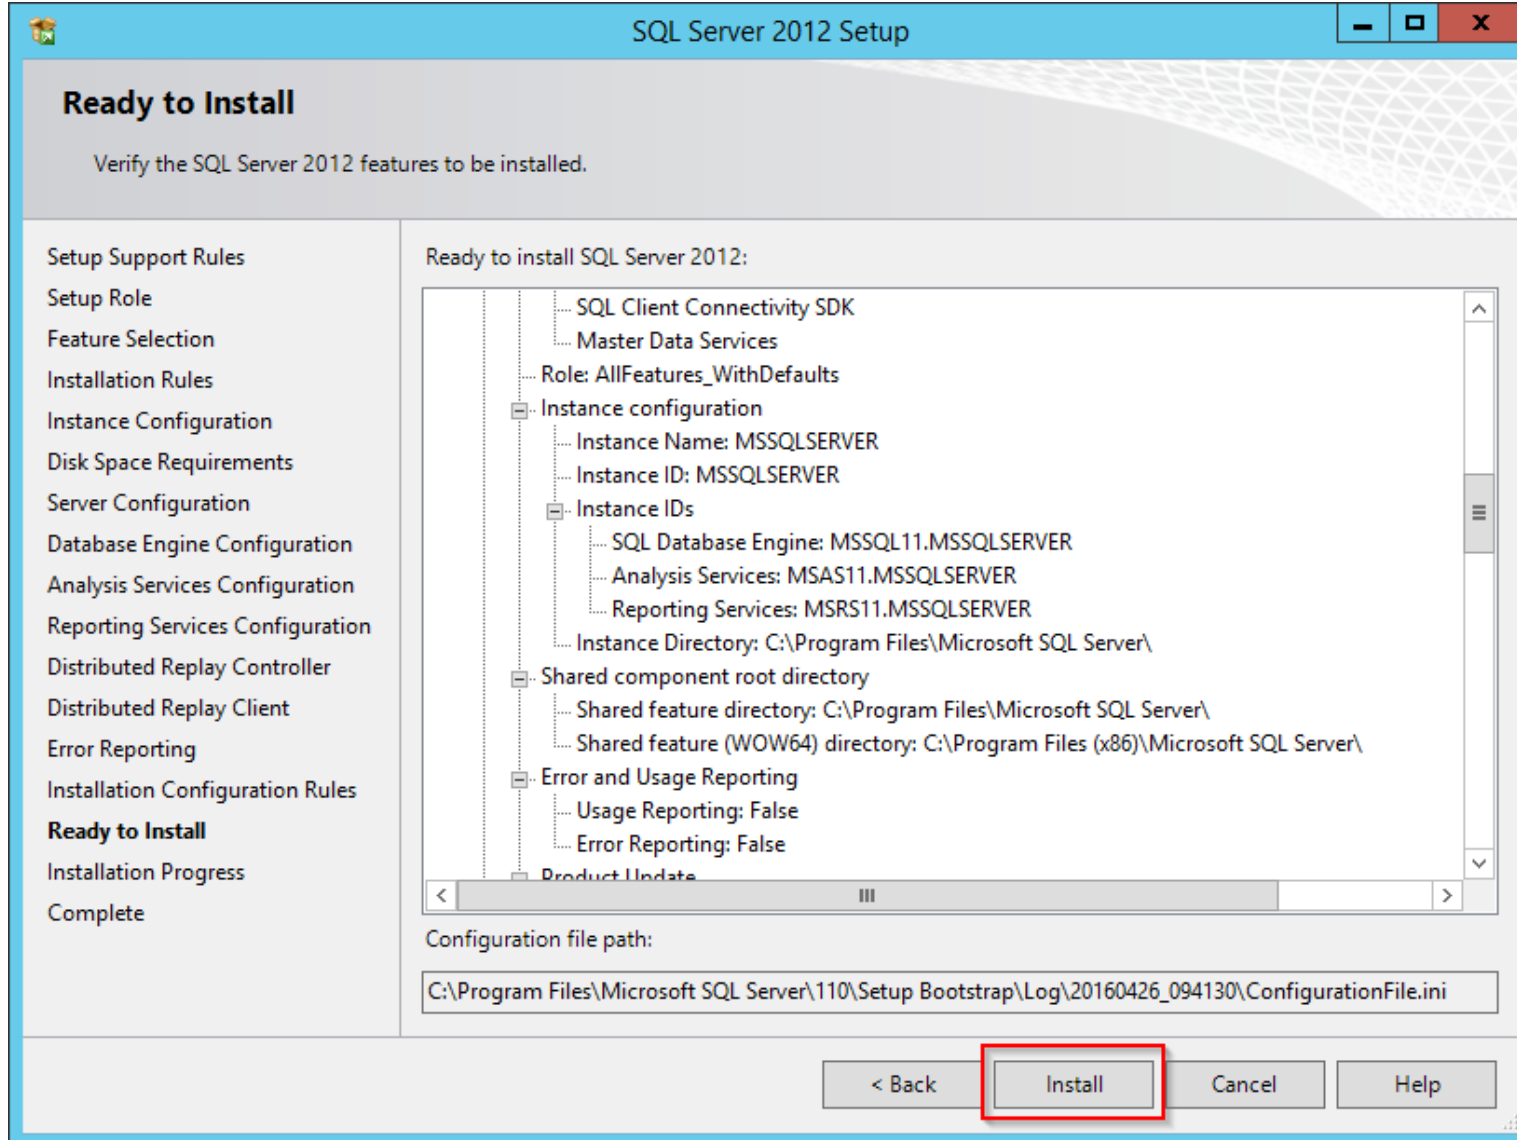 SQL Server 2012 Setup
Ready to Install
Verify the SQL Server 2012 features to be installed.
Setup Support Rules
Setup Role
Feature Selection
Installation Rules
Instance Configuration
Disk Space Requirements
Server Configuration
Database Engine Configuration
Analysis Services Configuration
Reporting Services Configuration
Distributed Replay Controller
Distributed Replay Client
Error Reporting
Installation Configuration Rules
Ready to Install
Installation Progress
Complete
Ready to install SQL Server 2012:
SQL Client Connectivity SDK
Master Data Services
Role: AllFeatures_WithDefaults
Instance configuration
Instance Name: MSSQLSERVER
Instance ID: MSSQLSERVER
Instance IDs
SQL Database Engine: MSSQL11.MSSQLSERVER
Analysis Services: MSAS11.MSSQLSERVER
Reporting Services: MSRS11.MSSQLSERVER
Instance Directory: C:\Program Files\Microsoft SQL Server\
Shared component root directory
Shared feature directory: C:\Program Files\Microsoft SQL Server\
Shared feature (WOW64) directory: C:\Program Files (x86)\Microsoft SQL Server\
Error and Usage Reporting
Usage Reporting: False
Error Reporting: False
Product Update
Configuration file path:
C:\Program Files\Microsoft SQL Server\110\Setup Bootstrap\Log\20160426_094130\ConfigurationFile.ini
< Back
Install
Cancel
Help